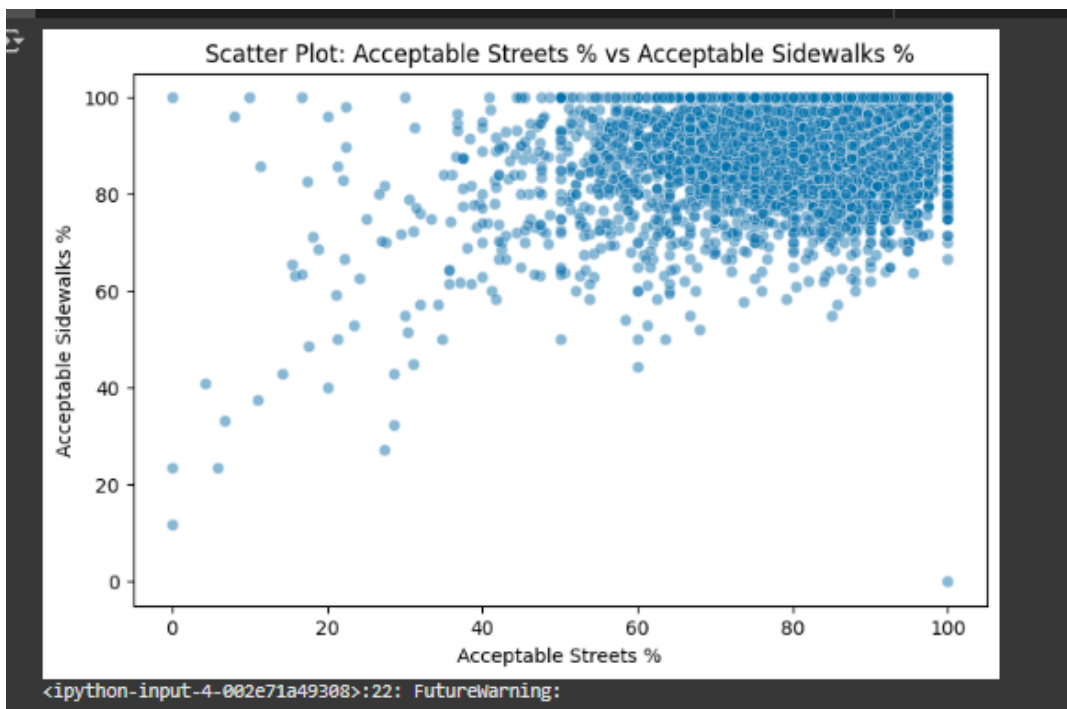 Scatter Plot: Acceptable Streets % vs Acceptable Sidewalks %
100
80
60
40
20
0
Acceptable Sidewalks %
0 20 40 60 80 100
Acceptable Streets %
<ipython-input-4-002e71a49308>:22: FutureWarning: